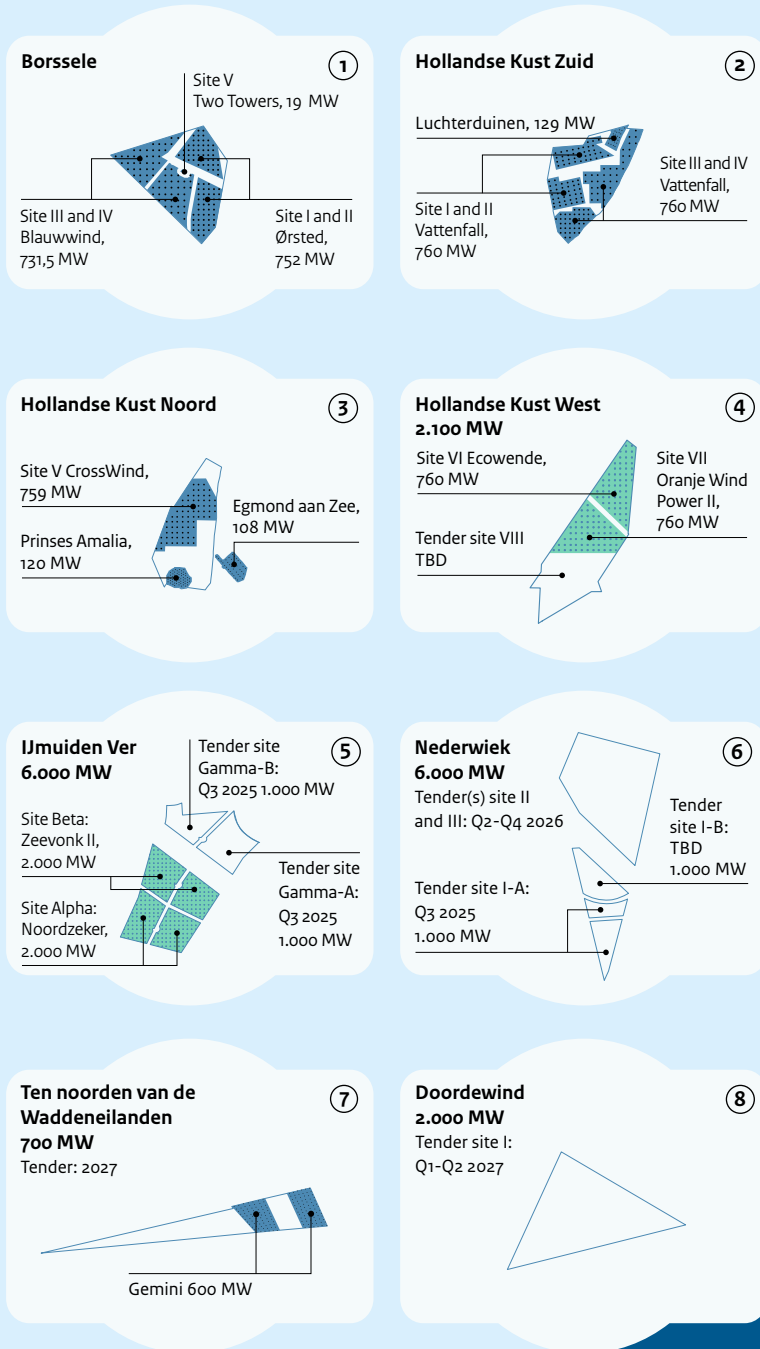 Borssele
1
Site V
Two Towers, 19 MW
Site III and IV
Blauwwind,
731,5 MW
Site I and II
Ørsted,
752 MW
Hollandse Kust Zuid
2
Luchterduinen, 129 MW
Site III and IV
Vattenfall,
760 MW
Site I and II
Vattenfall,
760 MW
Hollandse Kust Noord
3
Site V CrossWind,
759 MW
Egmond aan Zee,
108 MW
Prinses Amalia,
120 MW
Hollandse Kust West
2.100 MW
4
Site VI Ecowende,
760 MW
Site VII
Oranje Wind
Power II,
760 MW
Tender site VIII
TBD
IJmuiden Ver
6.000 MW
5
Tender site
Gamma-B:
Q3 2025 1.000 MW
Site Beta:
Zeevonk II,
2.000 MW
Tender site
Gamma-A:
Q3 2025
1.000 MW
Site Alpha:
Noordzeker,
2.000 MW
Nederwiek
6.000 MW
6
Tender(s) site II
and III: Q2-Q4 2026
Tender
site I-B:
TBD
1.000 MW
Tender site I-A:
Q3 2025
1.000 MW
Ten noorden van de
Waddeneilanden
700 MW
7
Tender: 2027
Gemini 600 MW
Doordewind
2.000 MW
8
Tender site I:
Q1-Q2 2027